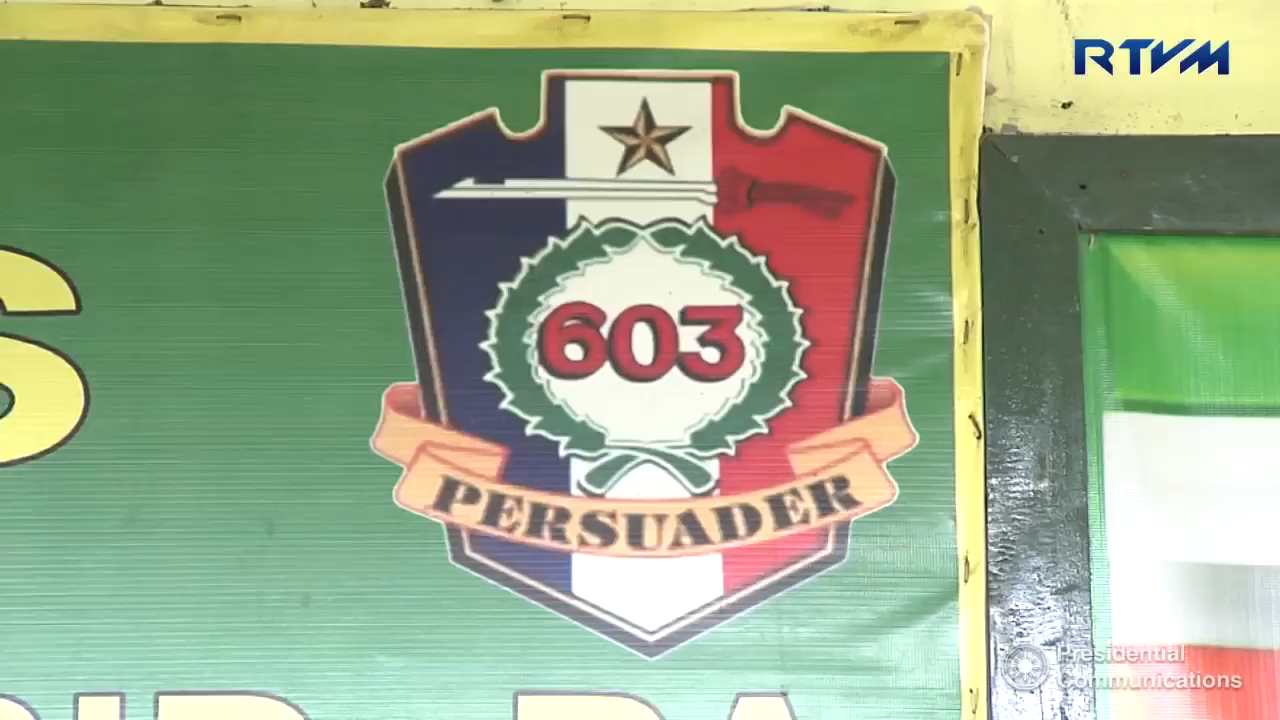 RTVM
S
603
PERSUADER
Presidential
Communications